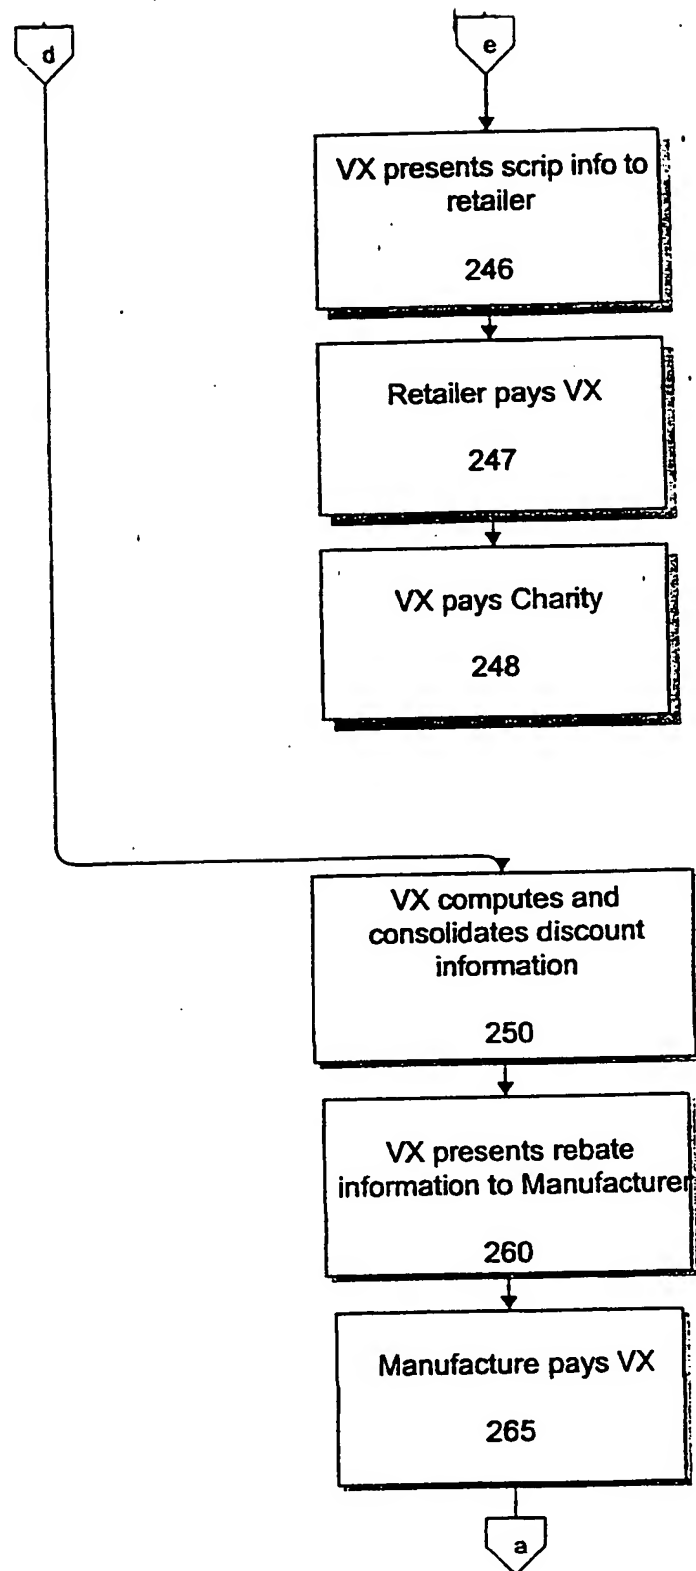 d
e
VX presents scrip info to
retailer
246
Retailer pays VX
247
VX pays Charity
248
VX computes and
consolidates discount
information
250
VX presents rebate
information to Manufacturer
260
Manufacture pays VX
265
a